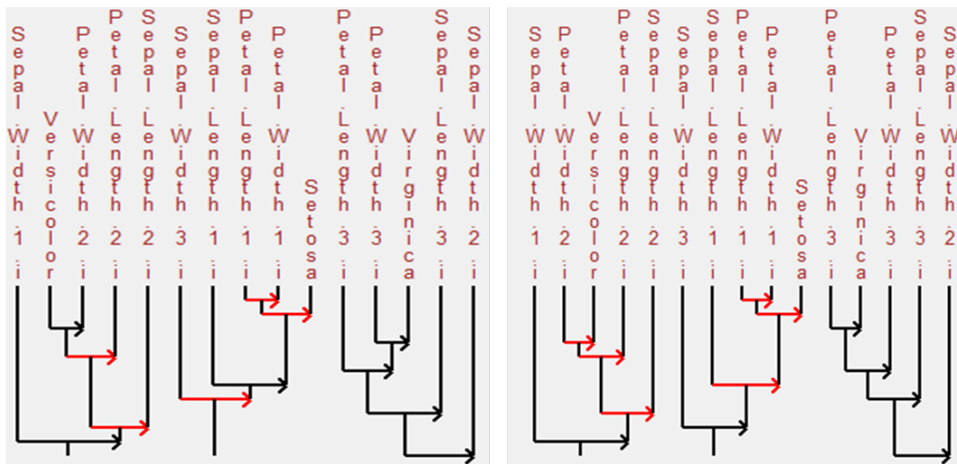 Sepal.Width.1.i
Versicolor
Petal.Width.2.i
Petal.Length.2.i
Sepal.Length.2.i
Sepal.Width.3.i
Sepal.Length.1.i
Petal.Length.1.i
Petal.Width.1.i
Setosa
Petal.Length.3.i
Petal.Width.3.i
Virginica
Sepal.Length.3.i
Sepal.Width.2.i
Sepal.Width.1.i
Petal.Width.2.i
Versicolor
Petal.Length.2.i
Sepal.Length.2.i
Sepal.Width.3.i
Sepal.Length.1.i
Petal.Length.1.i
Petal.Width.1.i
Setosa
Petal.Length.3.i
Virginica
Petal.Width.3.i
Sepal.Length.3.i
Sepal.Width.2.i